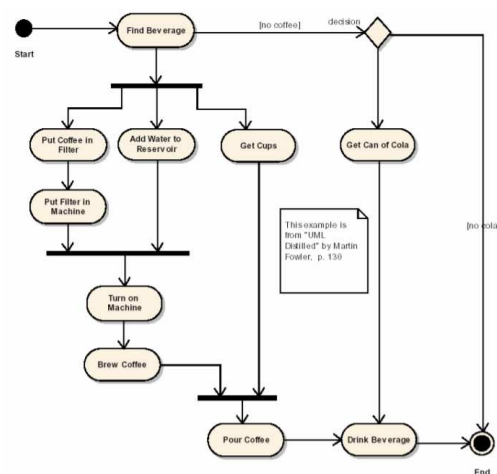 Find Beverage
[no coffee]
decision
Start
Put Coffee in
Filter
Add Water to
Reservoir
Get Cups
Get Can of Cola
Put Filter in
Machine
This example is
from "UML
Distilled" by Martin
Fowler, p. 130
[no cola
Turn on
Machine
Brew Coffee
Pour Coffee
Drink Beverage
End